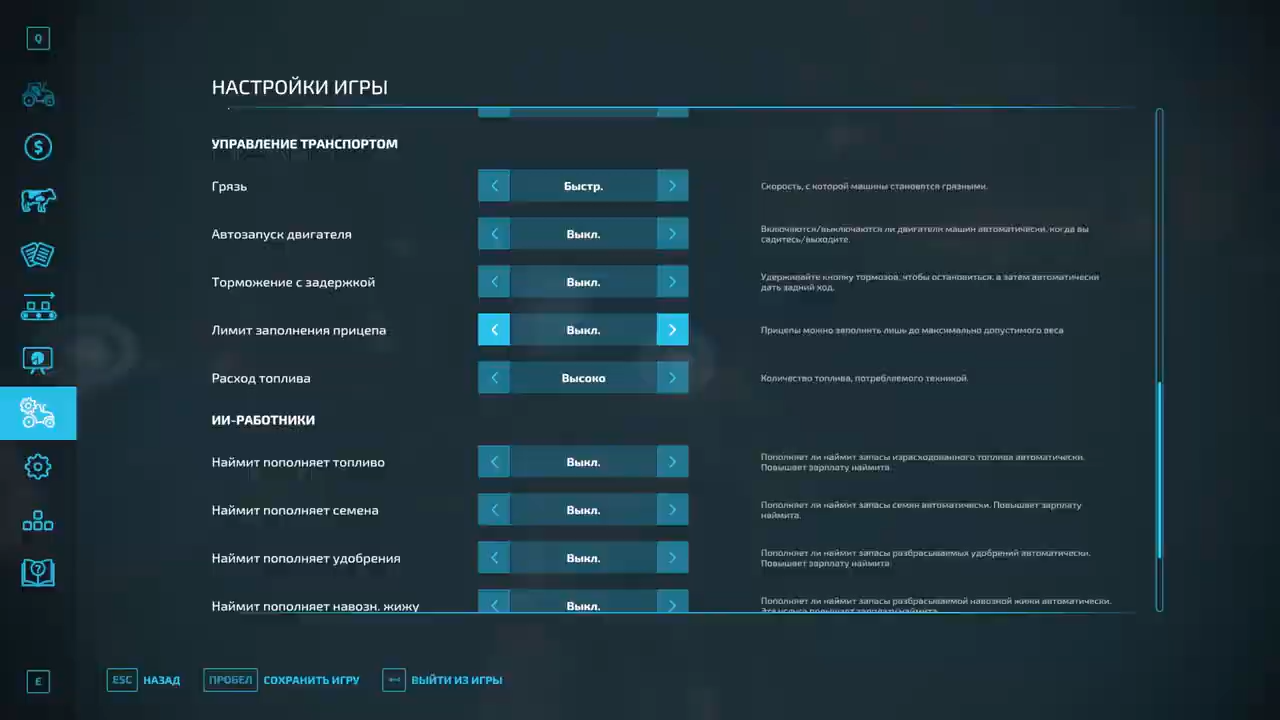 Q
НАСТРОЙКИ ИГРЫ
УПРАВЛЕНИЕ ТРАНСПОРТОМ
Грязь
Быстр.
Скорость, с которой машины становятся грязными.
Автозапуск двигателя
Выкл.
Включаются/выключаются ли двигатели машин автоматически, когда вы
садитесь/выходите.
Торможение с задержкой
Выкл.
Удерживайте кнопку тормозов, чтобы остановиться, а затем автоматически
дать задний ход.
Лимит заполнения прицепа
Выкл.
Прицепы можно заполнить лишь до максимально допустимого веса
Расход топлива
Высоко
Количество топлива, потребляемого техникой.
ИИ-РАБОТНИКИ
Наймит пополняет топливо
Выкл.
Пополняет ли наймит запасы израсходованного топлива автоматически.
Повышает зарплату наймита.
Наймит пополняет семена
Выкл.
Пополняет ли наймит запасы семян автоматически. Повышает зарплату
наймита.
Наймит пополняет удобрения
Выкл.
Пополняет ли наймит запасы разбрасываемых удобрений автоматически.
Повышает зарплату наймита.
Наймит пополняет навозн. жижу
Выкл.
Пополняет ли наймит запасы разбрасываемой навозной жижи автоматически.
E
ESC НАЗАД
ПРОБЕЛ СОХРАНИТЬ ИГРУ
ВЫЙТИ ИЗ ИГРЫ